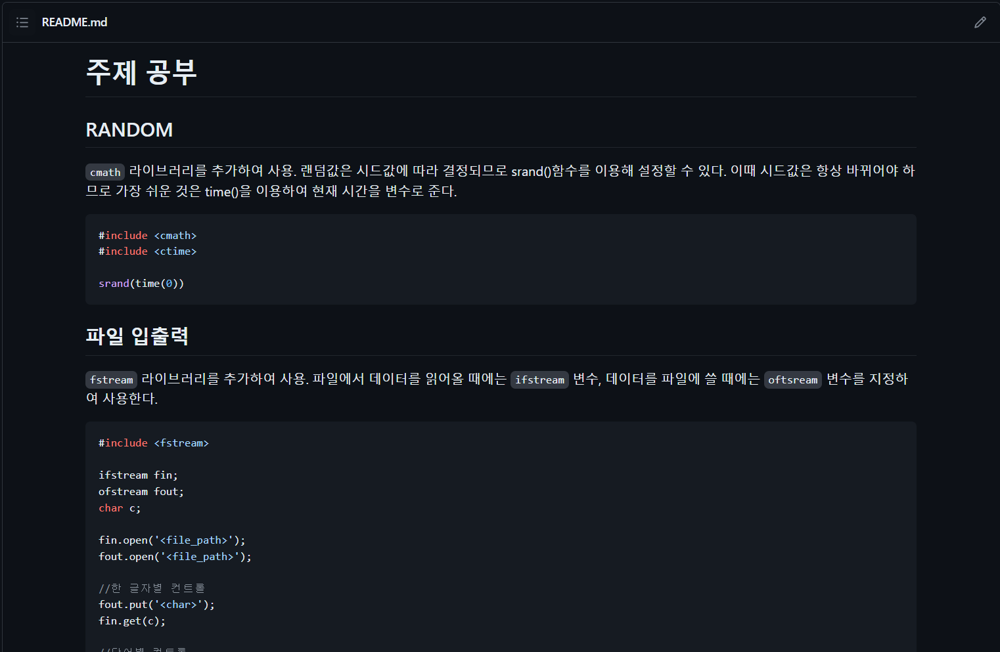 README.md
주제 공부
RANDOM
cmath 라이브러리를 추가하여 사용. 랜덤값은 시드값에 따라 결정되므로 srand()함수를 이용해 설정할 수 있다. 이때 시드값은 항상 바뀌어야 하
므로 가장 쉬운 것은 time()을 이용하여 현재 시간을 변수로 준다.
#include <cmath>
#include <ctime>
srand(time(0))
파일 입출력
fstream 라이브러리를 추가하여 사용. 파일에서 데이터를 읽어올 때에는 ifstream 변수, 데이터를 파일에 쓸 때에는 oftsream 변수를 지정하
여 사용한다.
#include <fstream>
ifstream fin;
ofstream fout;
char c;
fin.open('<file_path>');
fout.open('<file_path>');
//한 글자별 컨트롤
fout.put('<char>');
fin.get(c);
//단어별 컨트롤